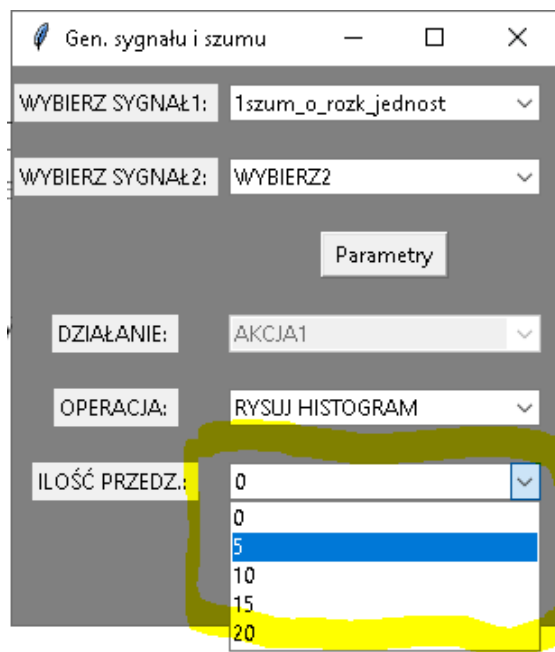 Gen. sygnału i szumu
WYBIERZ SYGNAŁ1: 1szum_o_rozk_jednost
WYBIERZ SYGNAŁ2: WYBIERZ2
Parametry
DZIAŁANIE: AKCJA1
OPERACJA: RYSUJ HISTOGRAM
ILOŚĆ PRZEDZ.: 0
0
5
10
15
20